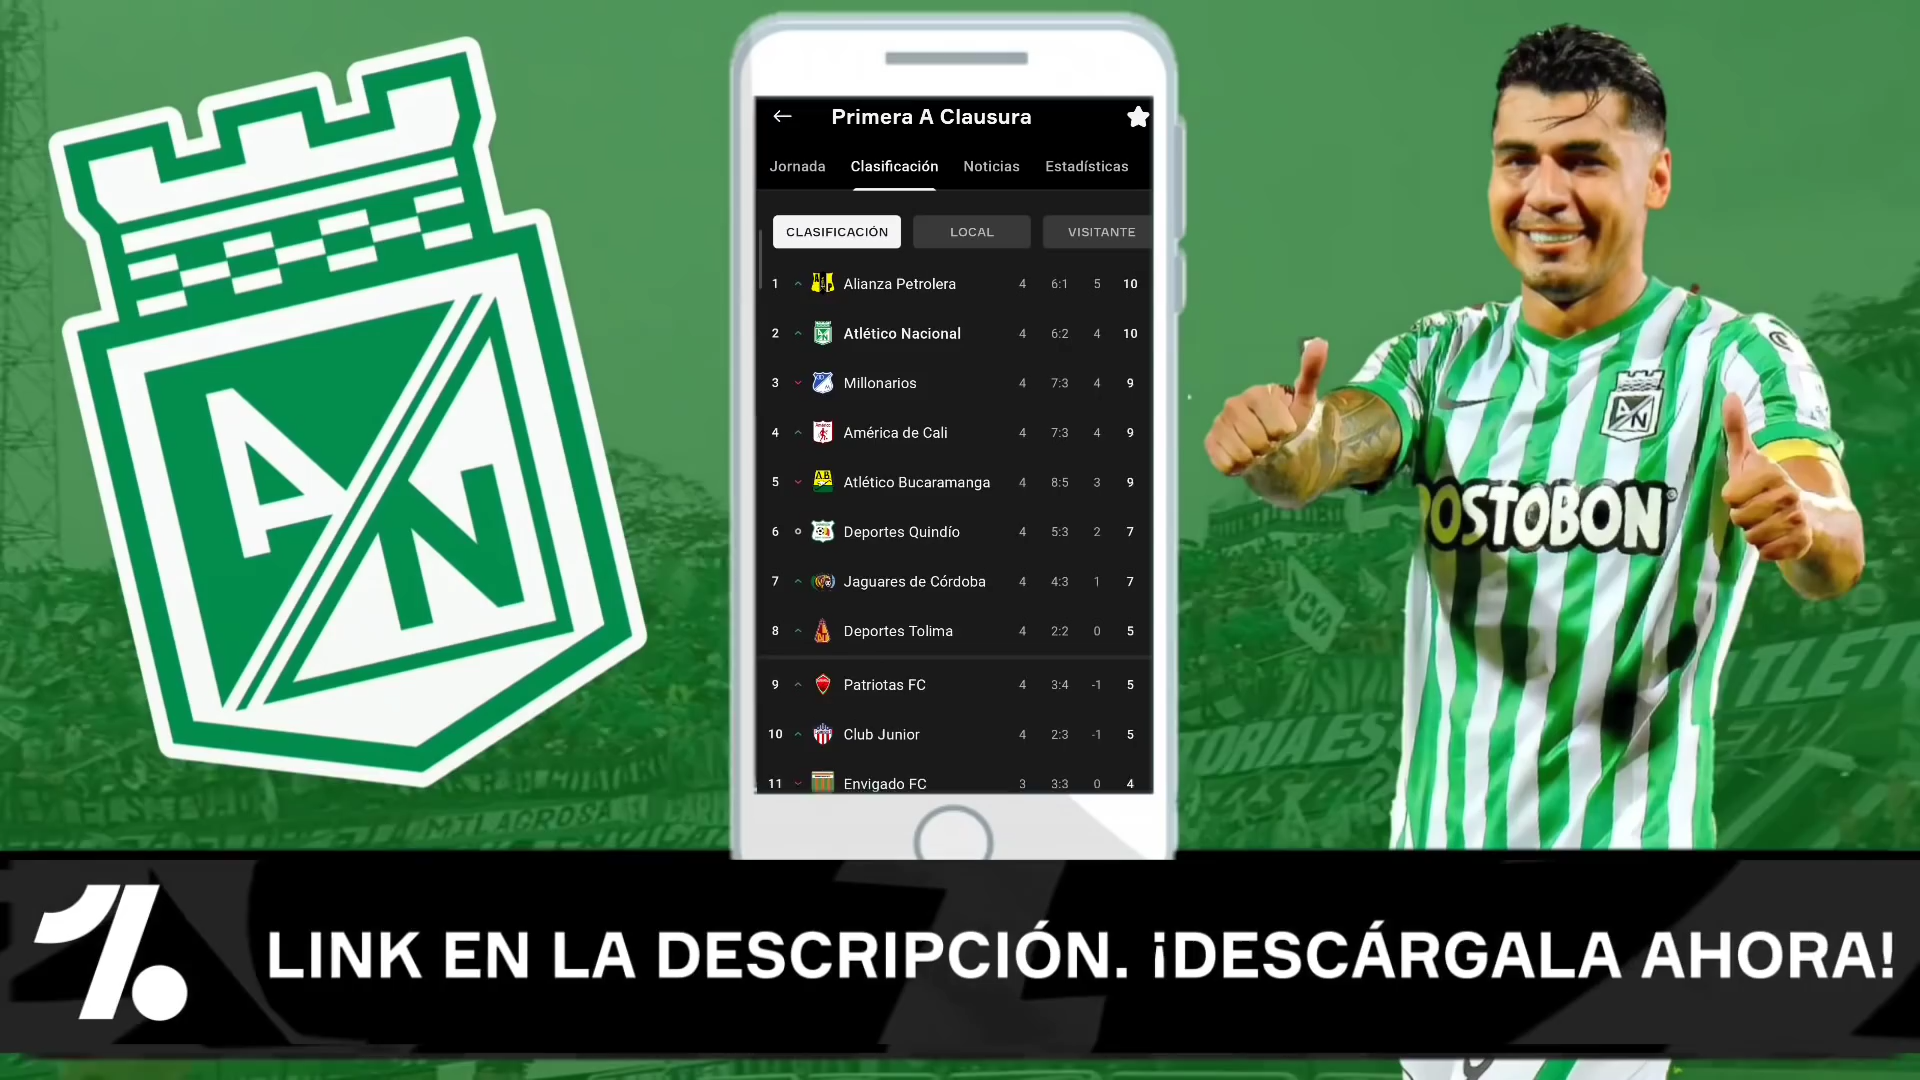 AN
Primera A Clausura
Jornada Clasificación Noticias Estadísticas
CLASIFICACIÓN LOCAL VISITANTE
1 Alianza Petrolera 4 6:1 5 10
2 Atlético Nacional 4 6:2 4 10
3 Millonarios 4 7:3 4 9
4 América de Cali 4 7:3 4 9
5 Atlético Bucaramanga 4 8:5 3 9
6 Deportes Quindío 4 5:3 2 7
7 Jaguares de Córdoba 4 4:3 1 7
8 Deportes Tolima 4 2:2 0 5
9 Patriotas FC 4 3:4 -1 5
10 Club Junior 4 2:3 -1 5
11 Envigado FC 3 3:3 0 4
AN
OSTOBON
LA MILAGROSA
LINK EN LA DESCRIPCIÓN. ¡DESCÁRGALA AHORA!